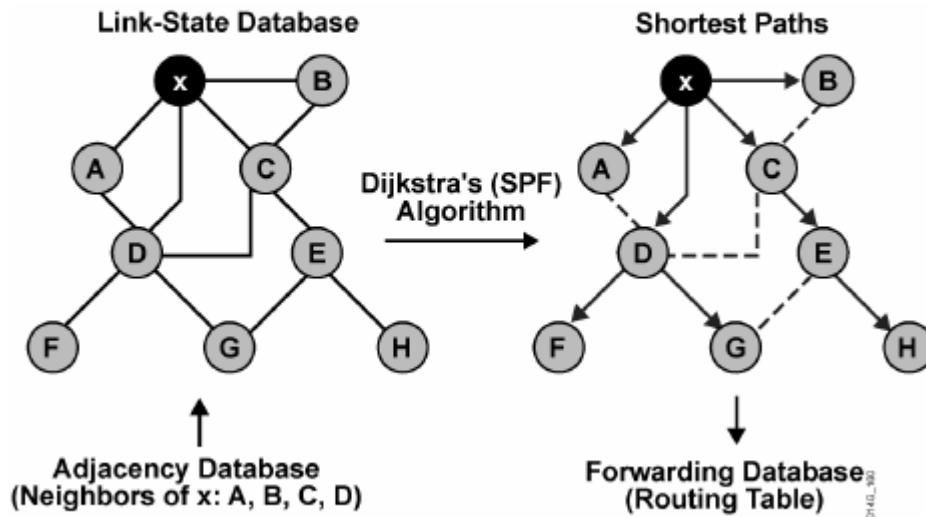 Link-State Database
Shortest Paths
x
B
x
B
A
C
A
C
Dijkstra's (SPF)
Algorithm
D
E
D
E
F
G
H
F
G
H
Adjacency Database
(Neighbors of x: A, B, C, D)
Forwarding Database
(Routing Table)